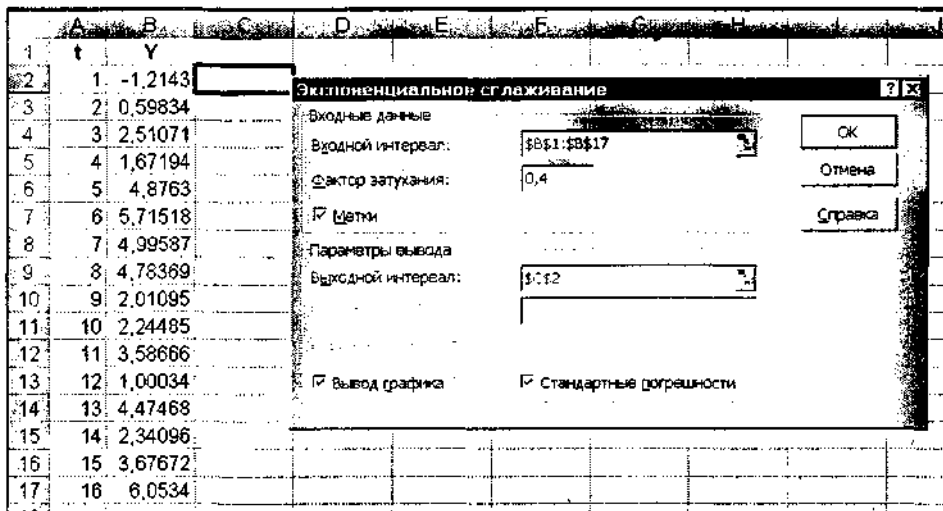 A B C D E F G H
1 t Y
2 1 -1,2143
3 2 0,59834
4 3 2,51071
5 4 1,67194
6 5 4,8763
7 6 5,71518
8 7 4,99587
9 8 4,78369
10 9 2,01095
11 10 2,24485
12 11 3,58666
13 12 1,00034
14 13 4,47468
15 14 2,34096
16 15 3,67672
17 16 6,0534
Экспоненциальное сглаживание
Входные данные
Входной интервал: $B$1:$B$17
Фактор затухания: 0,4
Метки
Параметры вывода
Выходной интервал: $C$2
Вывод графика
Стандартные погрешности
OK
Отмена
Справка